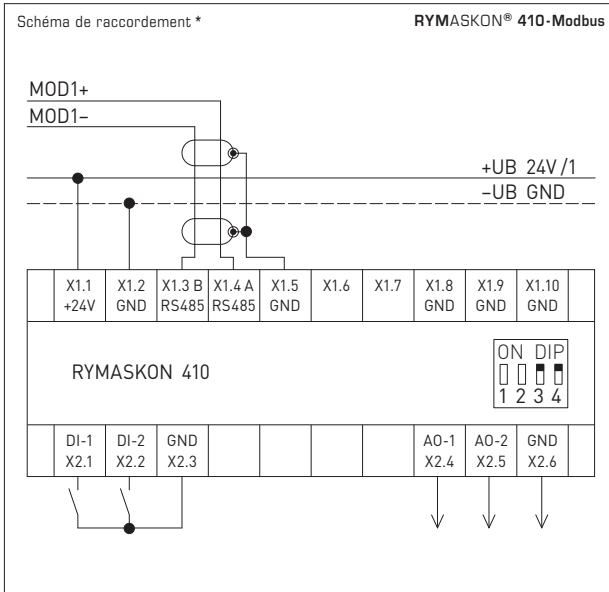 Schéma de raccordement * RYMASKON® 410-Modbus
MOD1+
MOD1–
+UB 24V/1
–UB GND
X1.1 X1.2 X1.3 B X1.4 A X1.5 X1.6 X1.7 X1.8 X1.9 X1.10
+24V GND RS485 RS485 GND GND GND GND
RYMASKON 410
ON DIP
1 2 3 4
DI-1 DI-2 GND AO-1 AO-2 GND
X2.1 X2.2 X2.3 X2.4 X2.5 X2.6